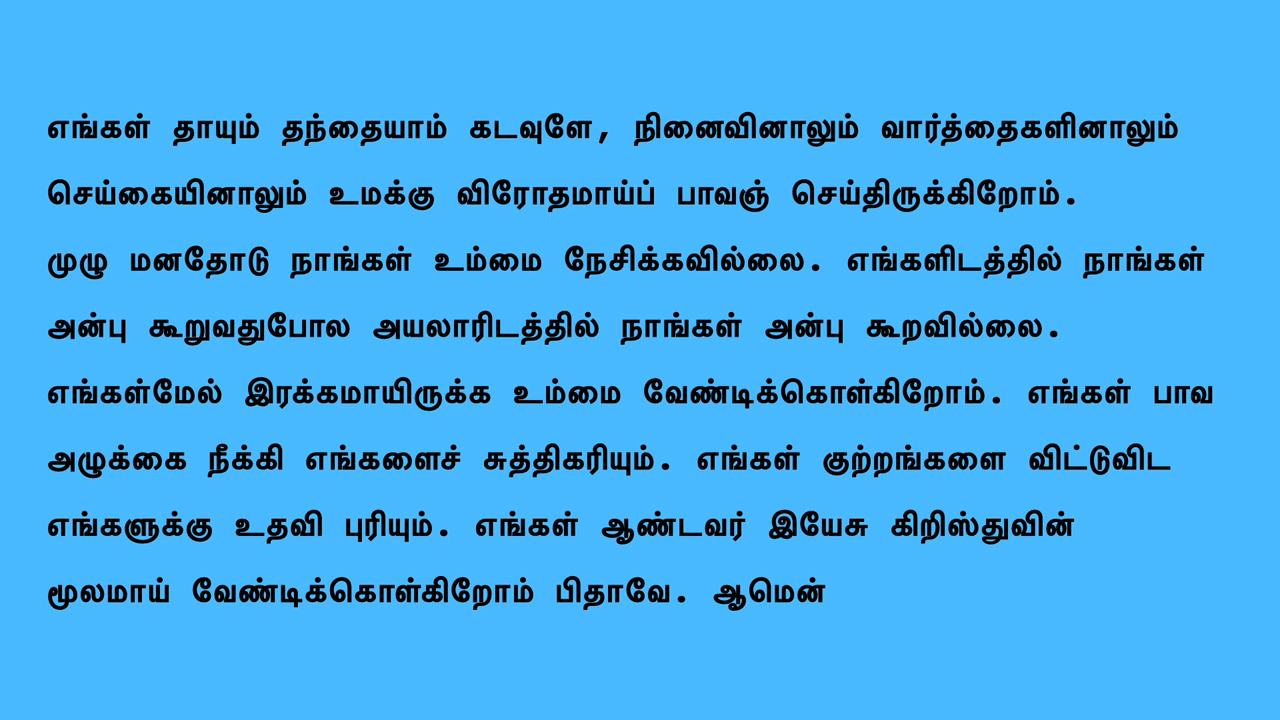 எங்கள் தாயும் தந்தையாம் கடவுளே, நினைவினாலும் வார்த்தைகளினாலும்
செய்கையினாலும் உமக்கு விரோதமாய்ப் பாவஞ் செய்திருக்கிறோம்.
முழு மனதோடு நாங்கள் உம்மை நேசிக்கவில்லை. எங்களிடத்தில் நாங்கள்
அன்பு கூறுவதுபோல அயலாரிடத்தில் நாங்கள் அன்பு கூறவில்லை.
எங்கள்மேல் இரக்கமாயிருக்க உம்மை வேண்டிக்கொள்கிறோம். எங்கள் பாவ
அழுக்கை நீக்கி எங்களைச் சுத்திகரியும். எங்கள் குற்றங்களை விட்டுவிட
எங்களுக்கு உதவி புரியும். எங்கள் ஆண்டவர் இயேசு கிறிஸ்துவின்
மூலமாய் வேண்டிக்கொள்கிறோம் பிதாவே. ஆமென்